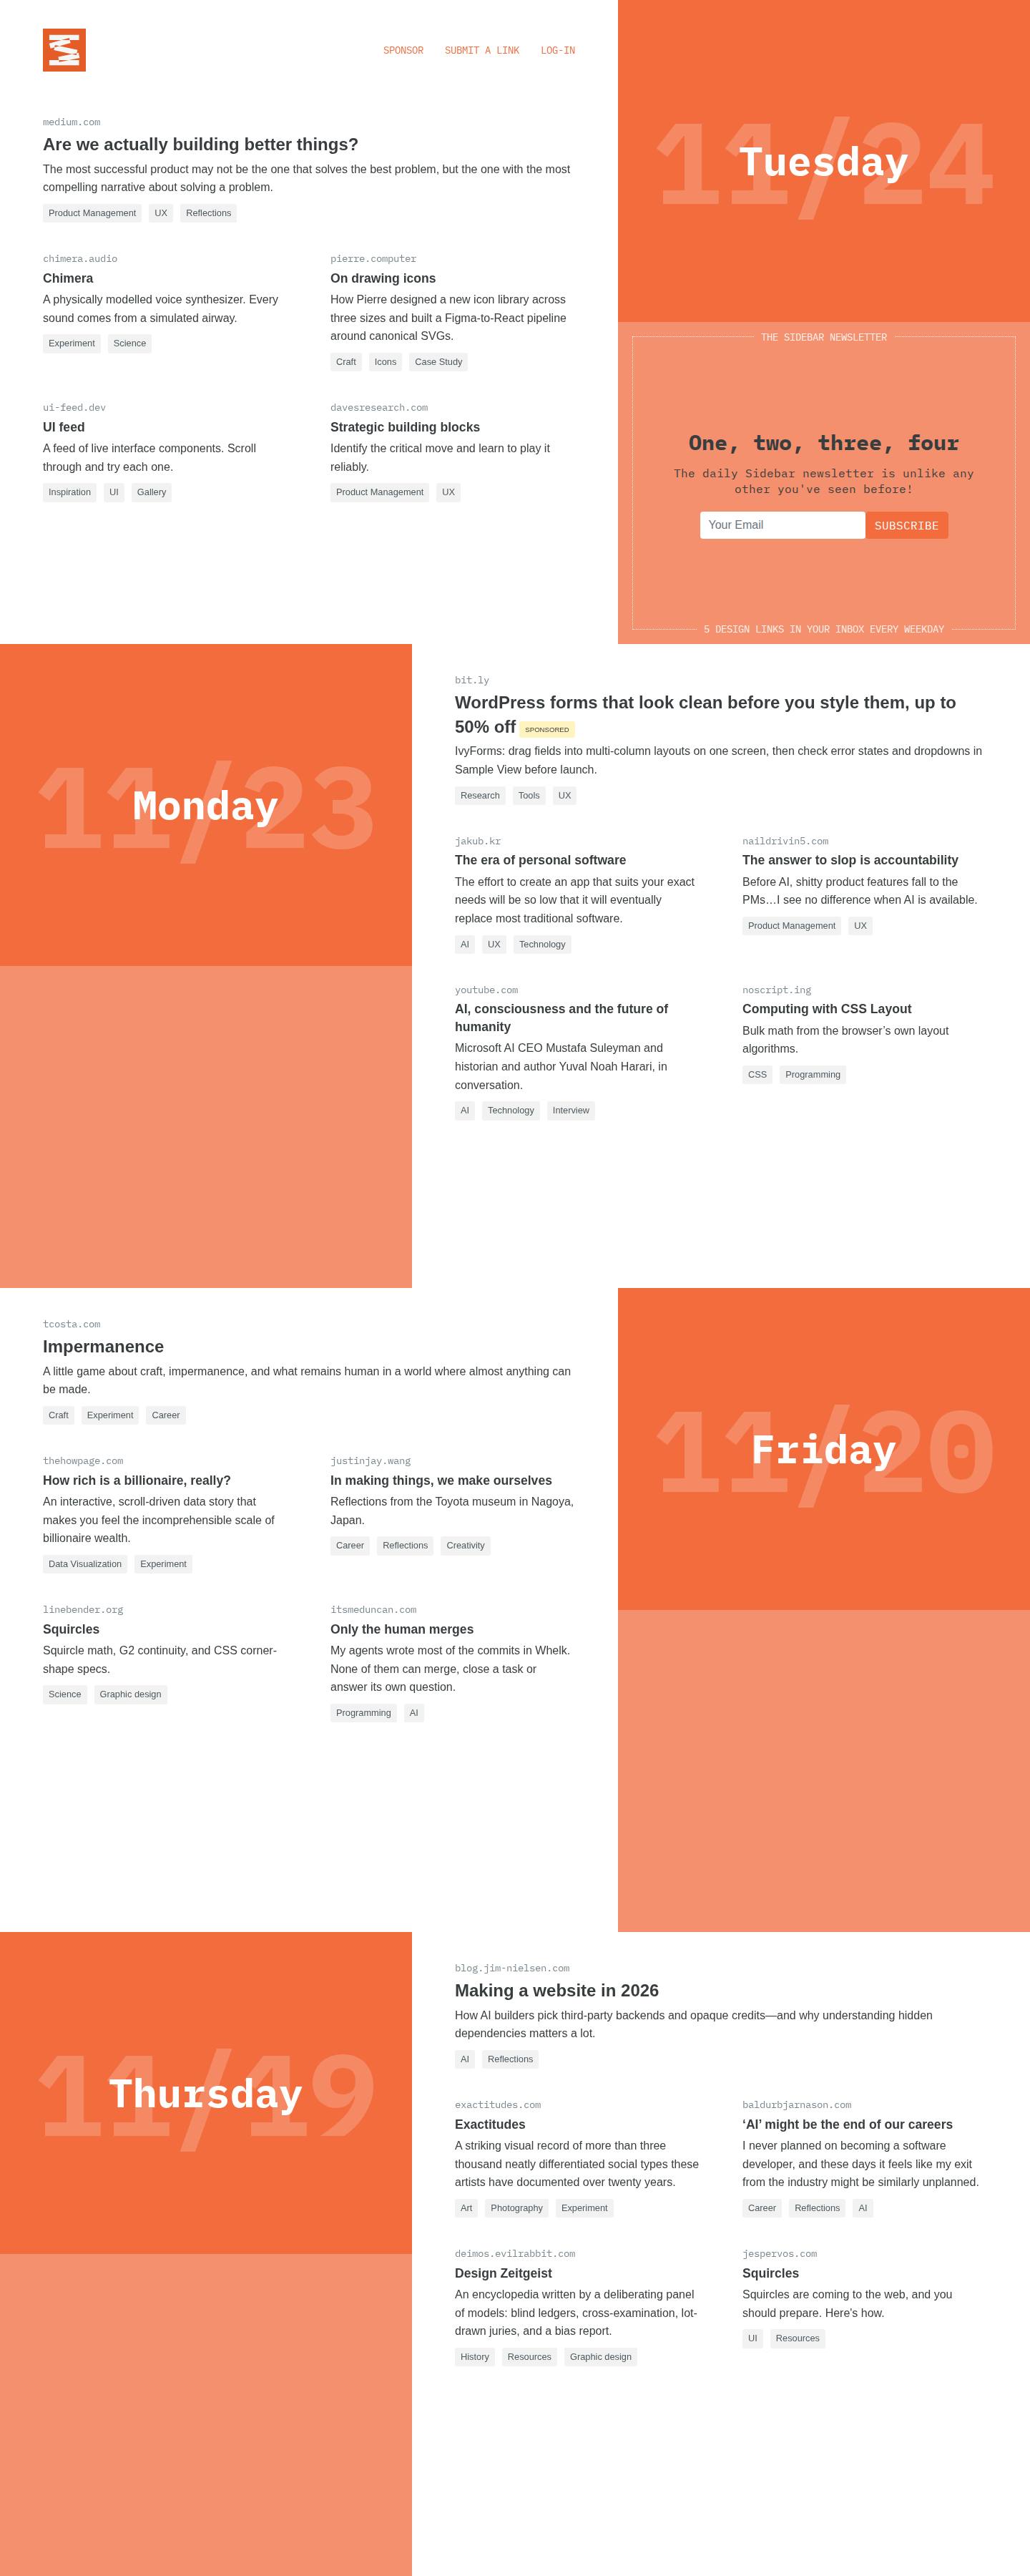 SPONSOR SUBMIT A LINK LOG-IN
medium.com
Are we actually building better things?
The most successful product may not be the one that solves the best problem, but the one with the most
compelling narrative about solving a problem.
Product Management UX Reflections
chimera.audio
Chimera
A physically modelled voice synthesizer. Every
sound comes from a simulated airway.
Experiment Science
pierre.computer
On drawing icons
How Pierre designed a new icon library across
three sizes and built a Figma-to-React pipeline
around canonical SVGs.
Craft Icons Case Study
ui-feed.dev
UI feed
A feed of live interface components. Scroll
through and try each one.
Inspiration UI Gallery
davesresearch.com
Strategic building blocks
Identify the critical move and learn to play it
reliably.
Product Management UX
11/24
Tuesday
THE SIDEBAR NEWSLETTER
One, two, three, four
The daily Sidebar newsletter is unlike any
other you've seen before!
Your Email SUBSCRIBE
5 DESIGN LINKS IN YOUR INBOX EVERY WEEKDAY
11/23
Monday
bit.ly
WordPress forms that look clean before you style them, up to
50% off SPONSORED
IvyForms: drag fields into multi-column layouts on one screen, then check error states and dropdowns in
Sample View before launch.
Research Tools UX
jakub.kr
The era of personal software
The effort to create an app that suits your exact
needs will be so low that it will eventually
replace most traditional software.
AI UX Technology
naildrivin5.com
The answer to slop is accountability
Before AI, shitty product features fall to the
PMs…I see no difference when AI is available.
Product Management UX
youtube.com
AI, consciousness and the future of
humanity
Microsoft AI CEO Mustafa Suleyman and
historian and author Yuval Noah Harari, in
conversation.
AI Technology Interview
noscript.ing
Computing with CSS Layout
Bulk math from the browser’s own layout
algorithms.
CSS Programming
tcosta.com
Impermanence
A little game about craft, impermanence, and what remains human in a world where almost anything can
be made.
Craft Experiment Career
thehowpage.com
How rich is a billionaire, really?
An interactive, scroll-driven data story that
makes you feel the incomprehensible scale of
billionaire wealth.
Data Visualization Experiment
justinjay.wang
In making things, we make ourselves
Reflections from the Toyota museum in Nagoya,
Japan.
Career Reflections Creativity
linebender.org
Squircles
Squircle math, G2 continuity, and CSS corner-
shape specs.
Science Graphic design
itsmeduncan.com
Only the human merges
My agents wrote most of the commits in Whelk.
None of them can merge, close a task or
answer its own question.
Programming AI
11/20
Friday
11/19
Thursday
blog.jim-nielsen.com
Making a website in 2026
How AI builders pick third-party backends and opaque credits—and why understanding hidden
dependencies matters a lot.
AI Reflections
exactitudes.com
Exactitudes
A striking visual record of more than three
thousand neatly differentiated social types these
artists have documented over twenty years.
Art Photography Experiment
baldurbjarnason.com
‘AI’ might be the end of our careers
I never planned on becoming a software
developer, and these days it feels like my exit
from the industry might be similarly unplanned.
Career Reflections AI
deimos.evilrabbit.com
Design Zeitgeist
An encyclopedia written by a deliberating panel
of models: blind ledgers, cross-examination, lot-
drawn juries, and a bias report.
History Resources Graphic design
jespervos.com
Squircles
Squircles are coming to the web, and you
should prepare. Here's how.
UI Resources